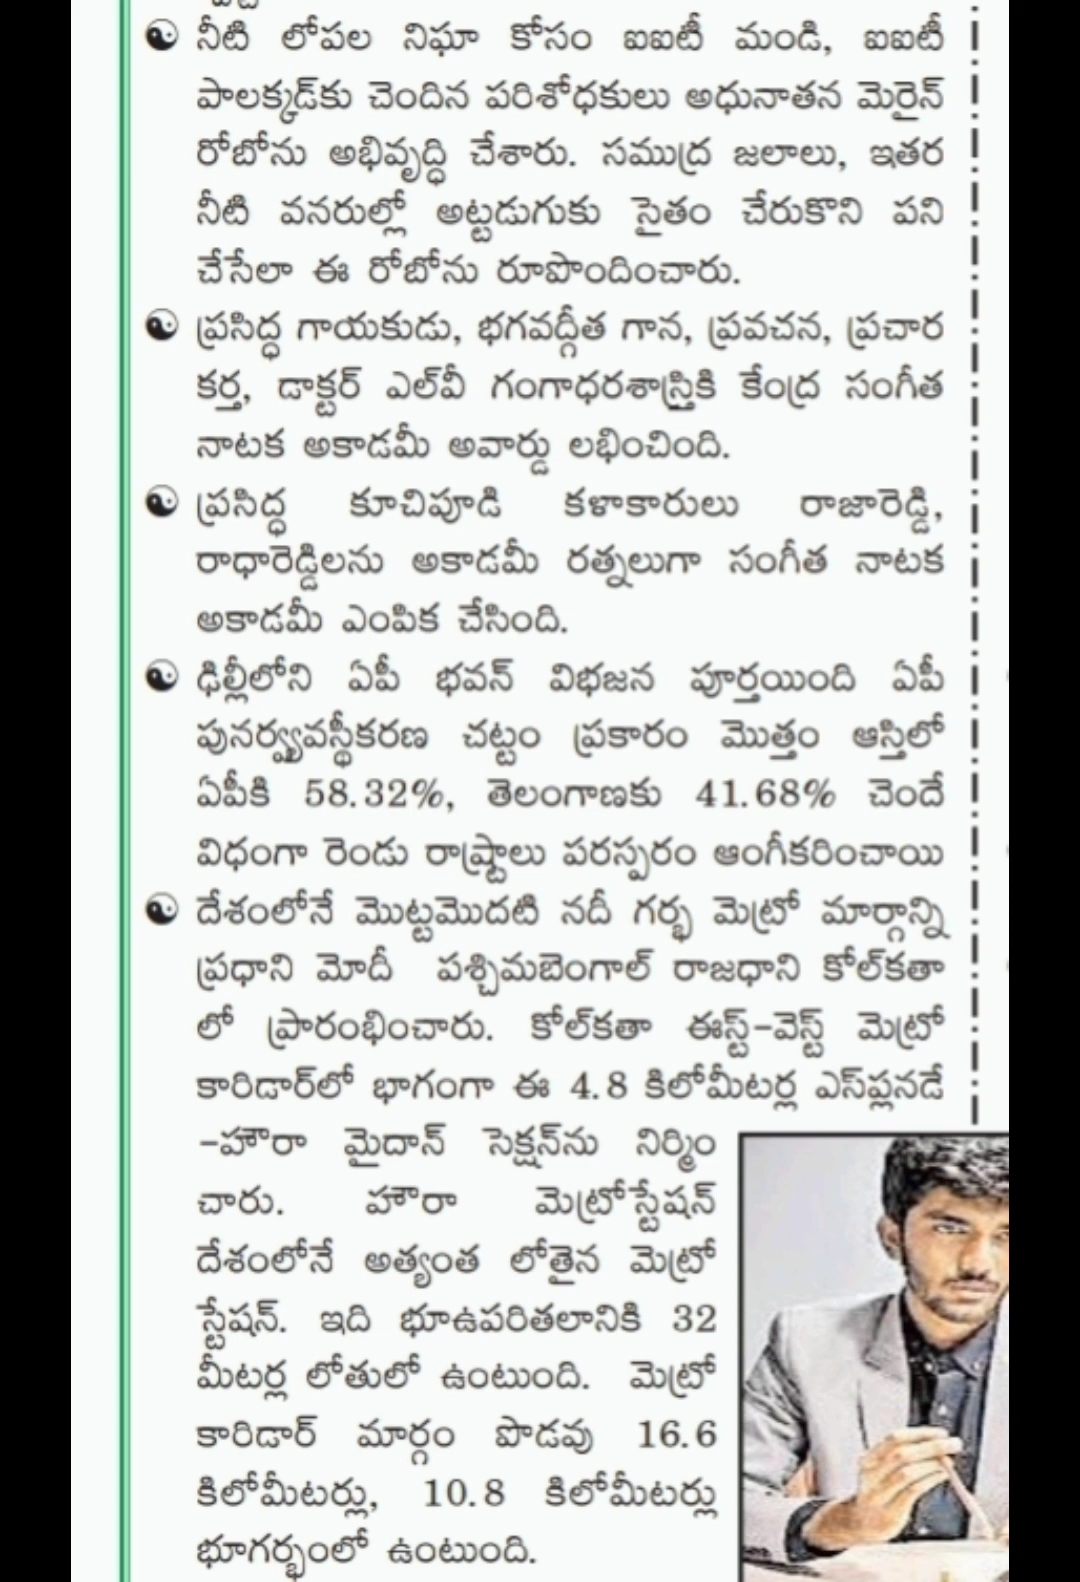 నీటి లోపల నిఘా కోసం ఐఐటీ మండి, ఐఐటీ
పాలక్కడ్‌కు చెందిన పరిశోధకులు అధునాతన మెరైన్
రోబోను అభివృద్ధి చేశారు. సముద్ర జలాలు, ఇతర
నీటి వనరుల్లో అట్టడుగుకు సైతం చేరుకొని పని
చేసేలా ఈ రోబోను రూపొందించారు.
ప్రసిద్ధ గాయకుడు, భగవద్గీత గాన, ప్రవచన, ప్రచార
కర్త, డాక్టర్ ఎల్‌వీ గంగాధరశాస్త్రికి కేంద్ర సంగీత
నాటక అకాడమీ అవార్డు లభించింది.
ప్రసిద్ధ కూచిపూడి కళాకారులు రాజారెడ్డి,
రాధారెడ్డిలను అకాడమీ రత్నలుగా సంగీత నాటక
అకాడమీ ఎంపిక చేసింది.
ఢిల్లీలోని ఏపీ భవన్ విభజన పూర్తయింది ఏపీ
పునర్వ్యవస్థీకరణ చట్టం ప్రకారం మొత్తం ఆస్తిలో
ఏపీకి 58.32%, తెలంగాణకు 41.68% చెందే
విధంగా రెండు రాష్ట్రాలు పరస్పరం ఆంగీకరించాయి
దేశంలోనే మొట్టమొదటి నదీ గర్భ మెట్రో మార్గాన్ని
ప్రధాని మోదీ పశ్చిమబెంగాల్ రాజధాని కోల్‌కతా
లో ప్రారంభించారు. కోల్‌కతా ఈస్ట్-వెస్ట్ మెట్రో
కారిడార్‌లో భాగంగా ఈ 4.8 కిలోమీటర్ల ఎస్‌ప్లనడే
-హౌరా మైదాన్ సెక్షన్‌ను నిర్మిం
చారు. హౌరా మెట్రోస్టేషన్
దేశంలోనే అత్యంత లోతైన మెట్రో
స్టేషన్. ఇది భూఉపరితలానికి 32
మీటర్ల లోతులో ఉంటుంది. మెట్రో
కారిడార్ మార్గం పొడవు 16.6
కిలోమీటర్లు, 10.8 కిలోమీటర్లు
భూగర్భంలో ఉంటుంది.